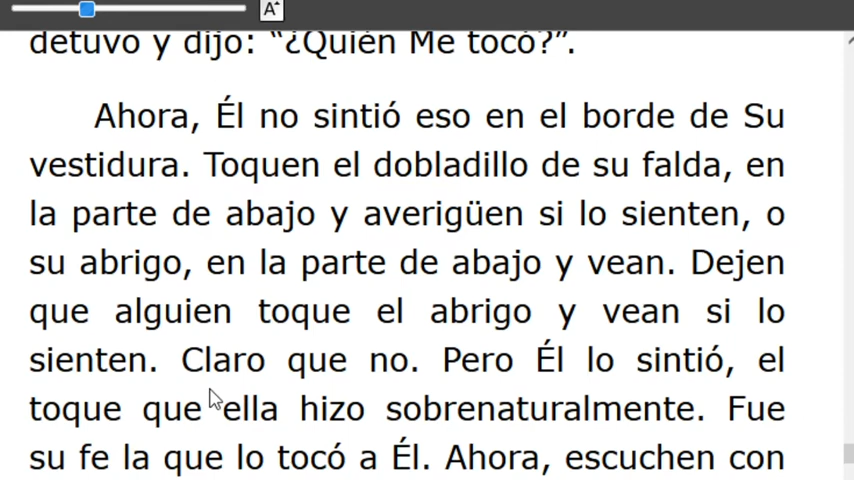 A
detuvo y dijo: “¿Quién Me tocó?”.
Ahora, Él no sintió eso en el borde de Su
vestidura. Toquen el dobladillo de su falda, en
la parte de abajo y averigüen si lo sienten, o
su abrigo, en la parte de abajo y vean. Dejen
que alguien toque el abrigo y vean si lo
sienten. Claro que no. Pero Él lo sintió, el
toque que ella hizo sobrenaturalmente. Fue
su fe la que lo tocó a Él. Ahora, escuchen con